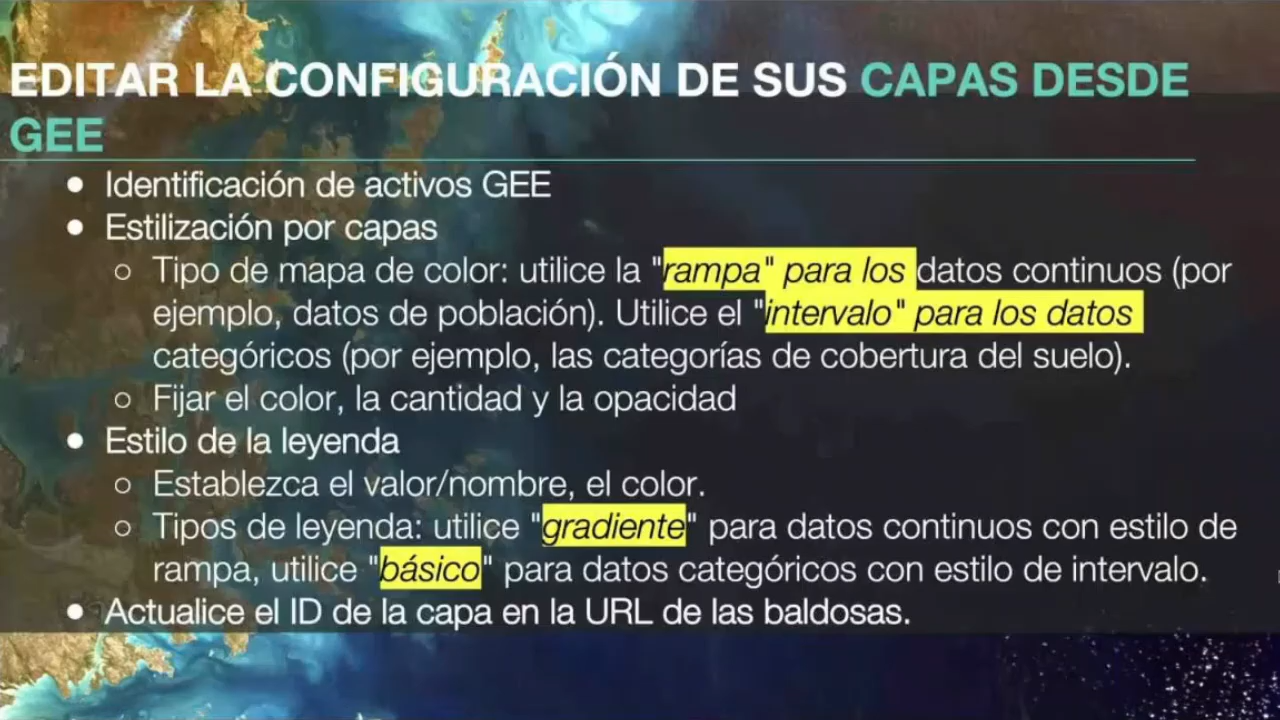 EDITAR LA CONFIGURACIÓN DE SUS CAPAS DESDE
GEE
● Identificación de activos GEE
● Estilización por capas
○ Tipo de mapa de color: utilice la "rampa" para los datos continuos (por
ejemplo, datos de población). Utilice el "intervalo" para los datos
categóricos (por ejemplo, las categorías de cobertura del suelo).
○ Fijar el color, la cantidad y la opacidad
● Estilo de la leyenda
○ Establezca el valor/nombre, el color.
○ Tipos de leyenda: utilice "gradiente" para datos continuos con estilo de
rampa, utilice "básico" para datos categóricos con estilo de intervalo.
● Actualice el ID de la capa en la URL de las baldosas.